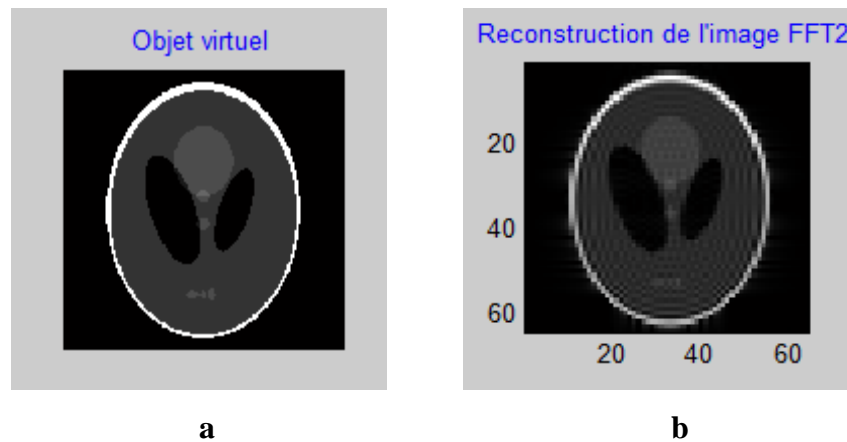 Objet virtuel
Reconstruction de l'image FFT2
20
40
60
20 40 60
a b